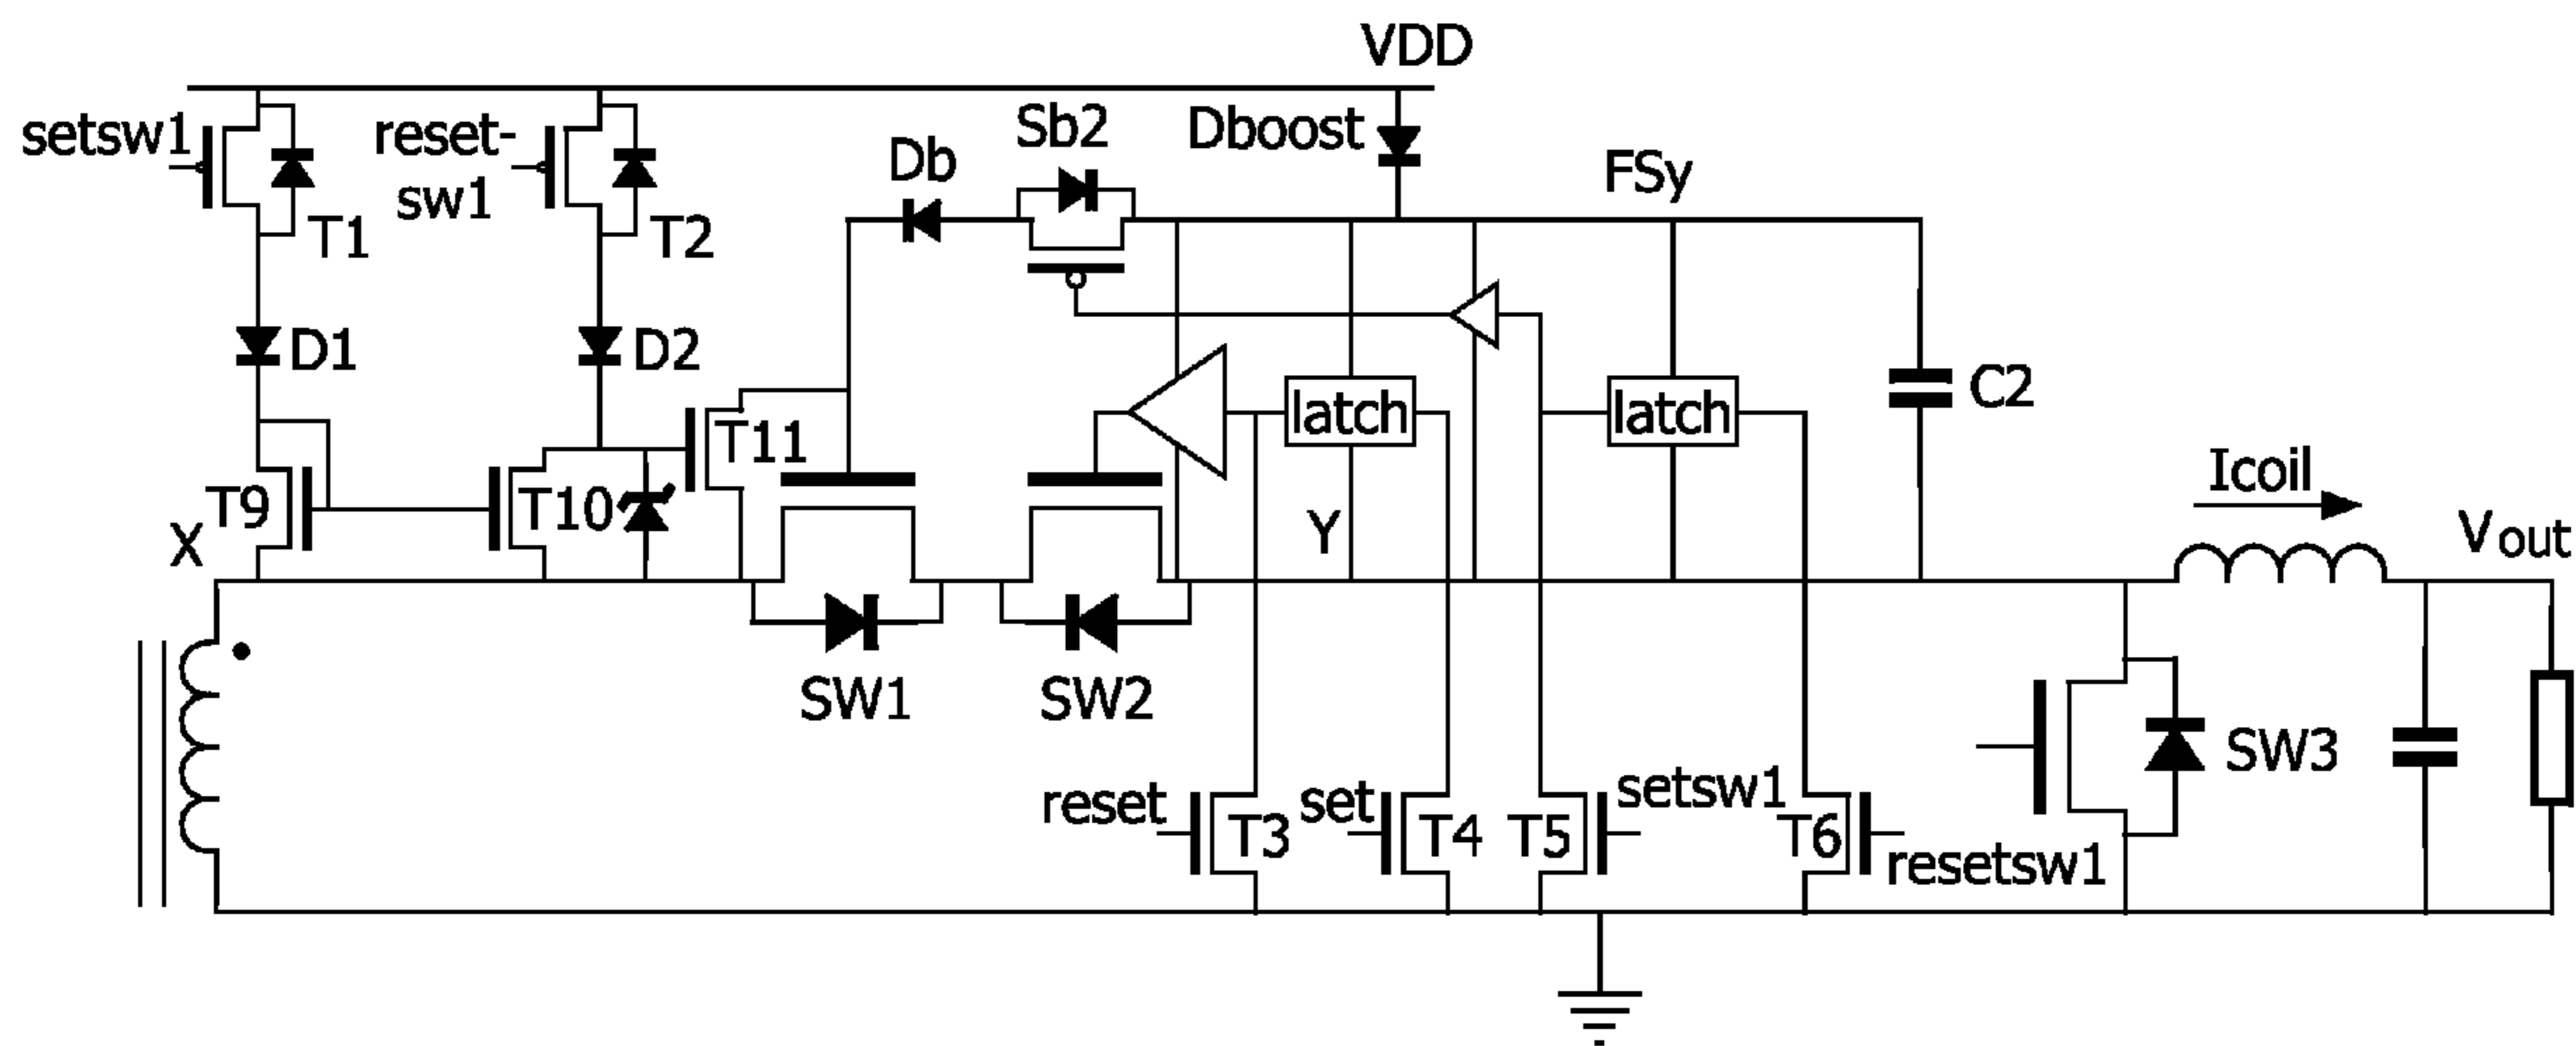 VDD
setsw1
reset-
sw1
Sb2
Db
Dboost
FSy
T1
T2
D1
D2
T11
latch
latch
C2
Icoil
T9
T10
X
Y
Vout
SW1
SW2
SW3
reset
set
setsw1
T3
T4
T5
T6
resetsw1